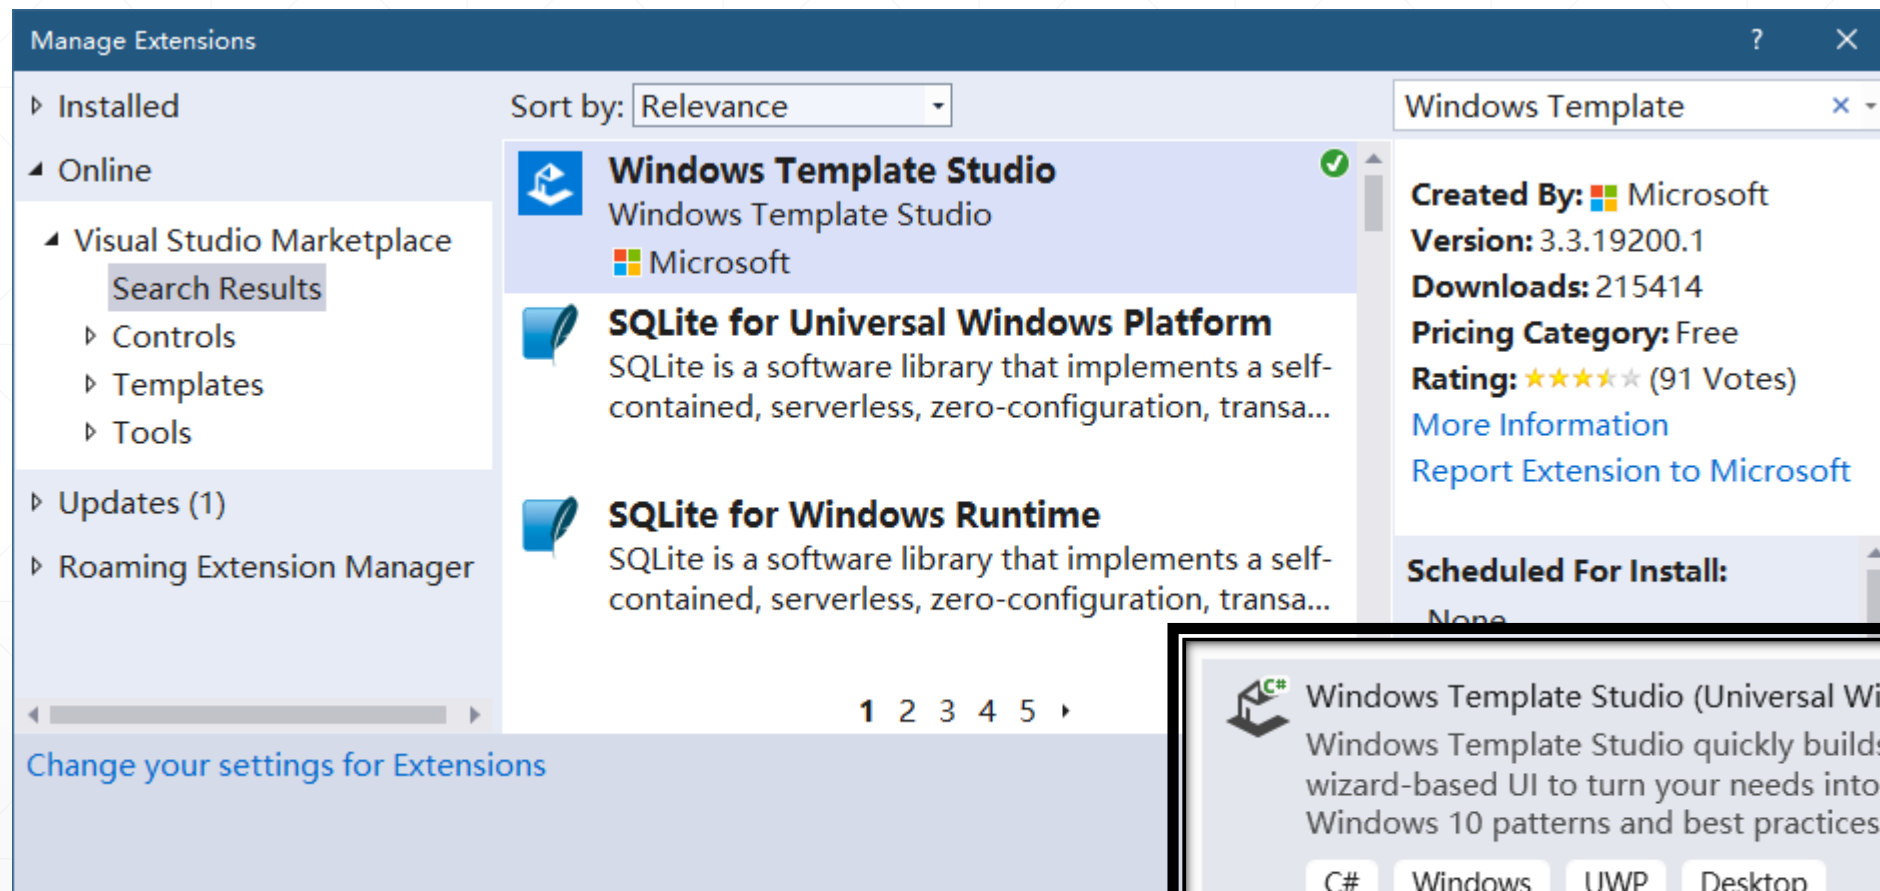 Manage Extensions
?
Installed
Online
Visual Studio Marketplace
Search Results
Controls
Templates
Tools
Updates (1)
Roaming Extension Manager
Change your settings for Extensions
Sort by: Relevance
Windows Template Studio
Windows Template Studio
Microsoft
SQLite for Universal Windows Platform
SQLite is a software library that implements a self-
contained, serverless, zero-configuration, transa...
SQLite for Windows Runtime
SQLite is a software library that implements a self-
contained, serverless, zero-configuration, transa...
1 2 3 4 5
Windows Template
Created By: Microsoft
Version: 3.3.19200.1
Downloads: 215414
Pricing Category: Free
Rating: (91 Votes)
More Information
Report Extension to Microsoft
Scheduled For Install:
None
C#
Windows Template Studio (Universal Wi
Windows Template Studio quickly builds
wizard-based UI to turn your needs into
Windows 10 patterns and best practices
C# Windows UWP Desktop